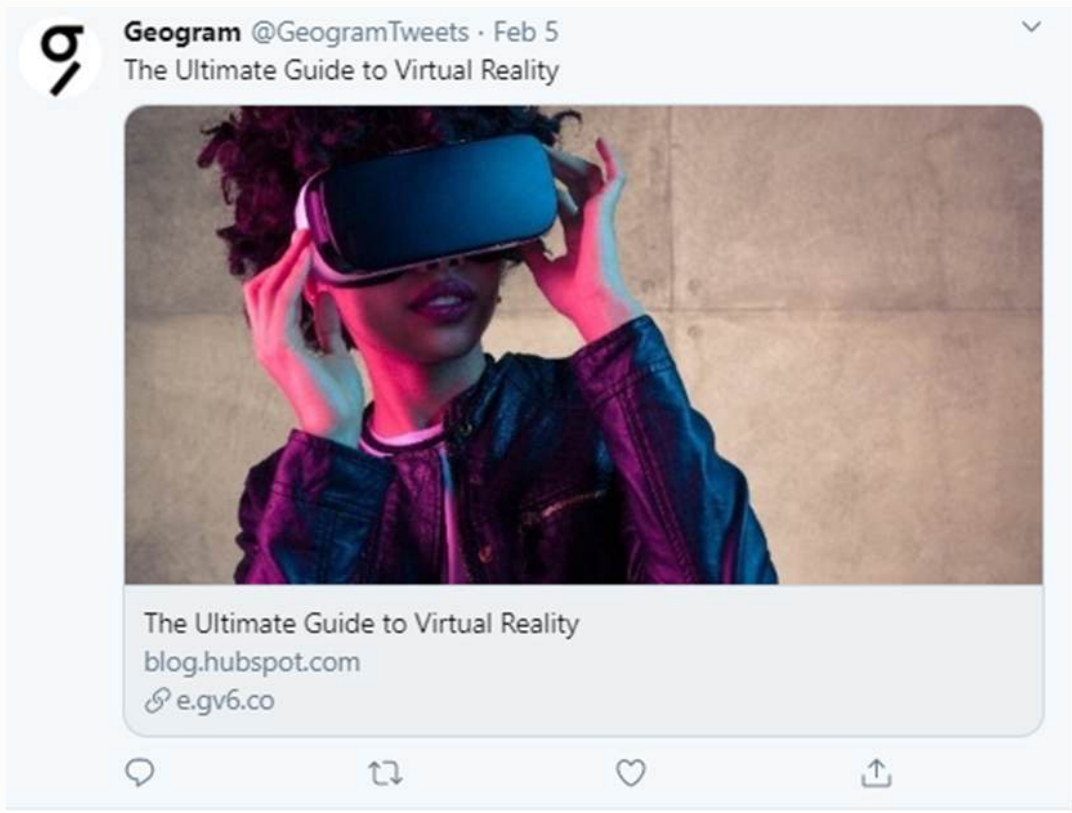 Geogram @GeogramTweets · Feb 5
The Ultimate Guide to Virtual Reality
The Ultimate Guide to Virtual Reality
blog.hubspot.com
e.gv6.co